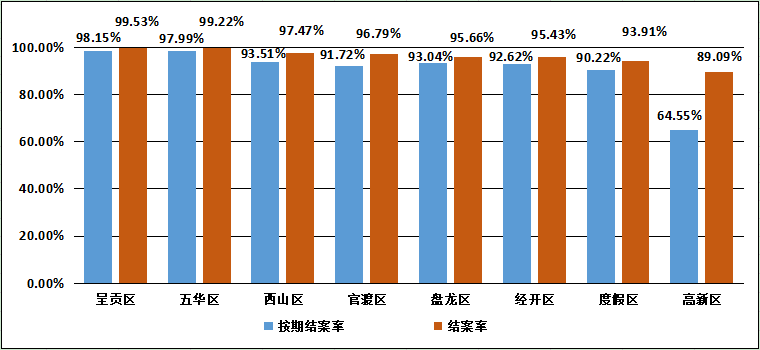 99.53% 99.22% 97.47% 96.79% 95.66% 95.43% 93.91%
98.15% 97.99% 93.51% 91.72% 93.04% 92.62% 90.22% 89.09%
100.00%
80.00%
64.55%
60.00%
40.00%
20.00%
0.00%
呈贡区 五华区 西山区 官渡区 盘龙区 经开区 度假区 高新区
按期结案率 结案率